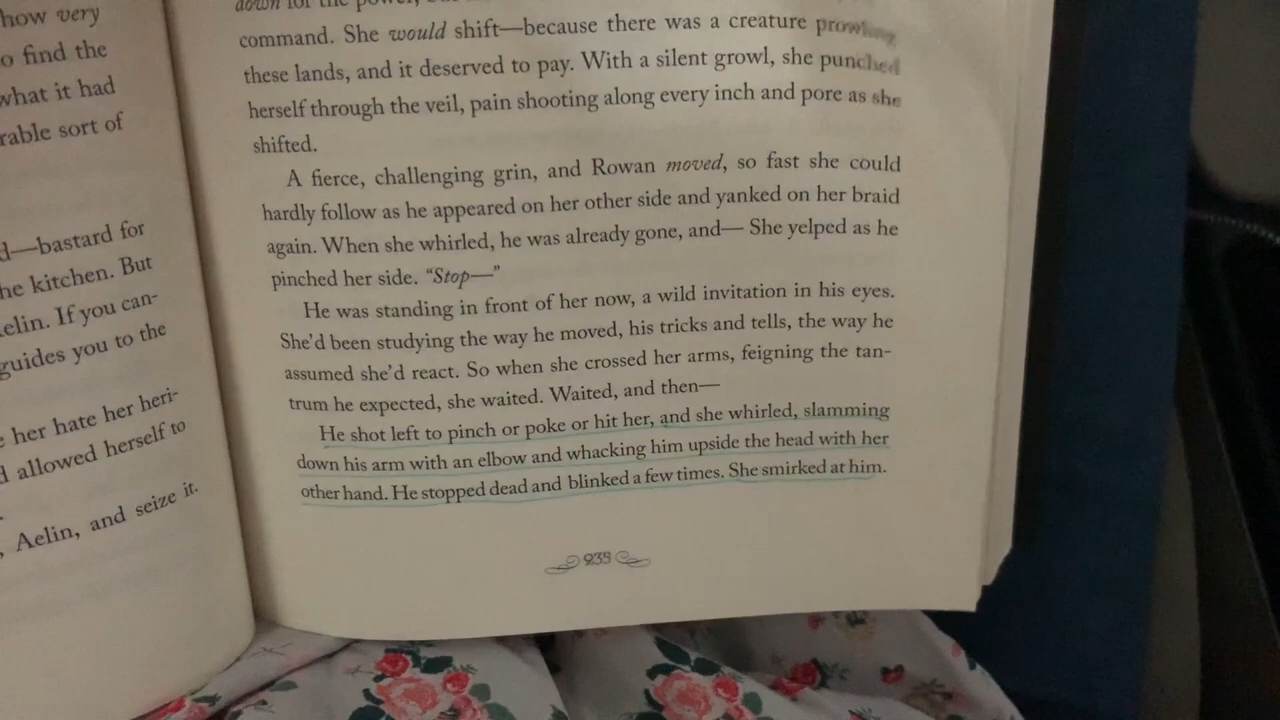 how very
o find the
what it had
rable sort of
d—bastard for
he kitchen. But
elin. If you can-
guides you to the
her hate her heri-
d allowed herself to
, Aelin, and seize it.
down for the power,
command. She would shift—because there was a creature prowling
these lands, and it deserved to pay. With a silent growl, she punched
herself through the veil, pain shooting along every inch and pore as she
shifted.
A fierce, challenging grin, and Rowan moved, so fast she could
hardly follow as he appeared on her other side and yanked on her braid
again. When she whirled, he was already gone, and— She yelped as he
pinched her side. “Stop—”
He was standing in front of her now, a wild invitation in his eyes.
She’d been studying the way he moved, his tricks and tells, the way he
assumed she’d react. So when she crossed her arms, feigning the tan-
trum he expected, she waited. Waited, and then—
He shot left to pinch or poke or hit her, and she whirled, slamming
down his arm with an elbow and whacking him upside the head with her
other hand. He stopped dead and blinked a few times. She smirked at him.
235